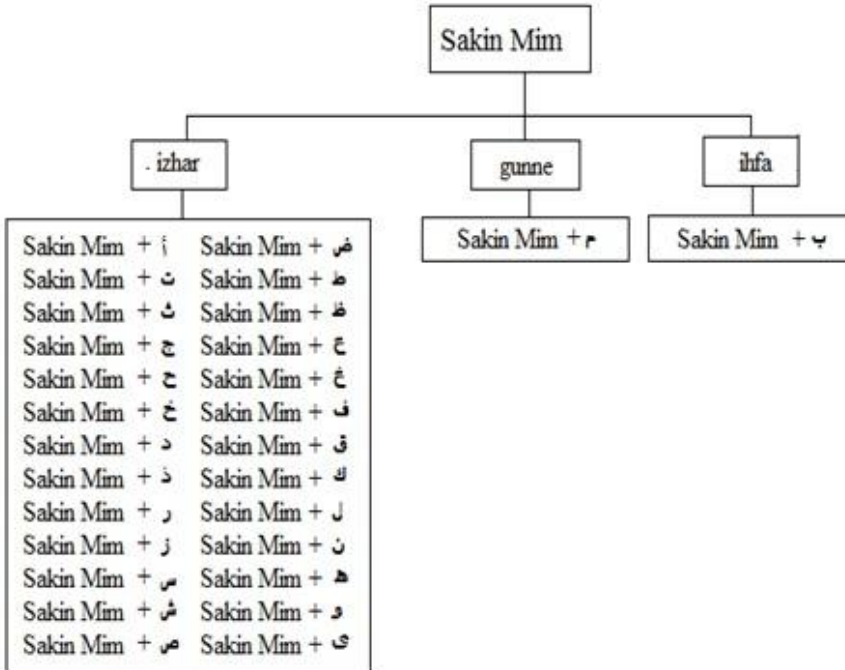 Sakin Mim
. izhar
gunne
ihfa
Sakin Mim + أ Sakin Mim + ض
Sakin Mim + ت Sakin Mim + ط
Sakin Mim + ث Sakin Mim + ظ
Sakin Mim + ج Sakin Mim + ع
Sakin Mim + ح Sakin Mim + غ
Sakin Mim + خ Sakin Mim + ف
Sakin Mim + د Sakin Mim + ق
Sakin Mim + ذ Sakin Mim + ك
Sakin Mim + ر Sakin Mim + ل
Sakin Mim + ز Sakin Mim + ن
Sakin Mim + س Sakin Mim + ه
Sakin Mim + ش Sakin Mim + و
Sakin Mim + ص Sakin Mim + ى
Sakin Mim + م
Sakin Mim + ب